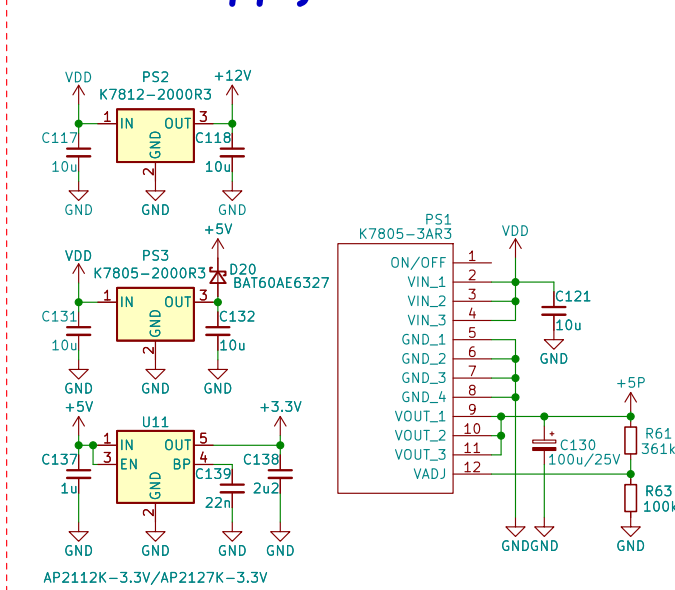 VDD
PS2
K7812-2000R3
+12V
1 IN OUT 3
GND
2
C117
10u
GND
GND
C118
10u
GND
VDD
PS3
K7805-2000R3
+5V
D20
BAT60AE6327
1 IN OUT 3
GND
2
C131
10u
GND
GND
C132
10u
GND
+5V
U11
+3.3V
1 IN OUT 5
3 EN BP 4
GND
2
C137
1u
GND
GND
C139
22n
GND
C138
2u2
GND
AP2112K-3.3V/AP2127K-3.3V
PS1
K7805-3AR3
VDD
ON/OFF 1
VIN_1 2
VIN_2 3
VIN_3 4
GND_1 5
GND_2 6
GND_3 7
GND_4 8
VOUT_1 9
VOUT_2 10
VOUT_3 11
VADJ 12
C121
10u
GND
+5P
C130
100u/25V
R61
361k
R63
100k
GND
GND
GND